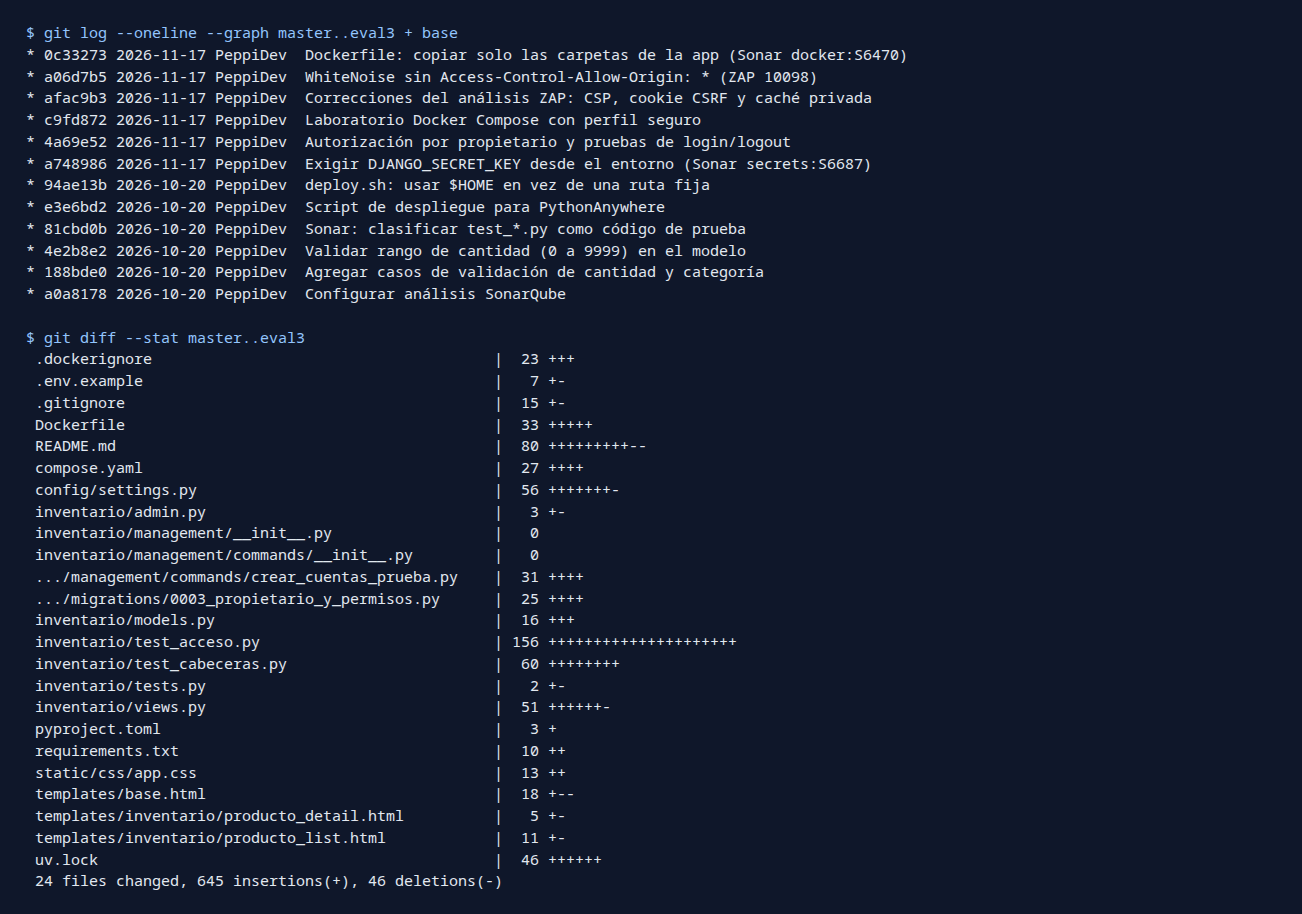 $ git log --oneline --graph master..eval3 + base
* 0c33273 2026-11-17 PeppiDev  Dockerfile: copiar solo las carpetas de la app (Sonar docker:S6470)
* a06d7b5 2026-11-17 PeppiDev  WhiteNoise sin Access-Control-Allow-Origin: * (ZAP 10098)
* afac9b3 2026-11-17 PeppiDev  Correcciones del análisis ZAP: CSP, cookie CSRF y caché privada
* c9fd872 2026-11-17 PeppiDev  Laboratorio Docker Compose con perfil seguro
* 4a69e52 2026-11-17 PeppiDev  Autorización por propietario y pruebas de login/logout
* a748986 2026-11-17 PeppiDev  Exigir DJANGO_SECRET_KEY desde el entorno (Sonar secrets:S6687)
* 94ae13b 2026-10-20 PeppiDev  deploy.sh: usar $HOME en vez de una ruta fija
* e3e6bd2 2026-10-20 PeppiDev  Script de despliegue para PythonAnywhere
* 81cbd0b 2026-10-20 PeppiDev  Sonar: clasificar test_*.py como código de prueba
* 4e2b8e2 2026-10-20 PeppiDev  Validar rango de cantidad (0 a 9999) en el modelo
* 188bde0 2026-10-20 PeppiDev  Agregar casos de validación de cantidad y categoría
* a0a8178 2026-10-20 PeppiDev  Configurar análisis SonarQube
$ git diff --stat master..eval3
.dockerignore | 23 +++
.env.example | 7 +-
.gitignore | 15 +-
Dockerfile | 33 +++++
README.md | 80 +++++++++--
compose.yaml | 27 ++++
config/settings.py | 56 +++++++-
inventario/admin.py | 3 +-
inventario/management/__init__.py | 0
inventario/management/commands/__init__.py | 0
.../management/commands/crear_cuentas_prueba.py | 31 ++++
.../migrations/0003_propietario_y_permisos.py | 25 ++++
inventario/models.py | 16 +++
inventario/test_acceso.py | 156 +++++++++++++++++++++
inventario/test_cabeceras.py | 60 ++++++++
inventario/tests.py | 2 +-
inventario/views.py | 51 ++++++-
pyproject.toml | 3 +
requirements.txt | 10 ++
static/css/app.css | 13 ++
templates/base.html | 18 +--
templates/inventario/producto_detail.html | 5 +-
templates/inventario/producto_list.html | 11 +-
uv.lock | 46 ++++++
24 files changed, 645 insertions(+), 46 deletions(-)